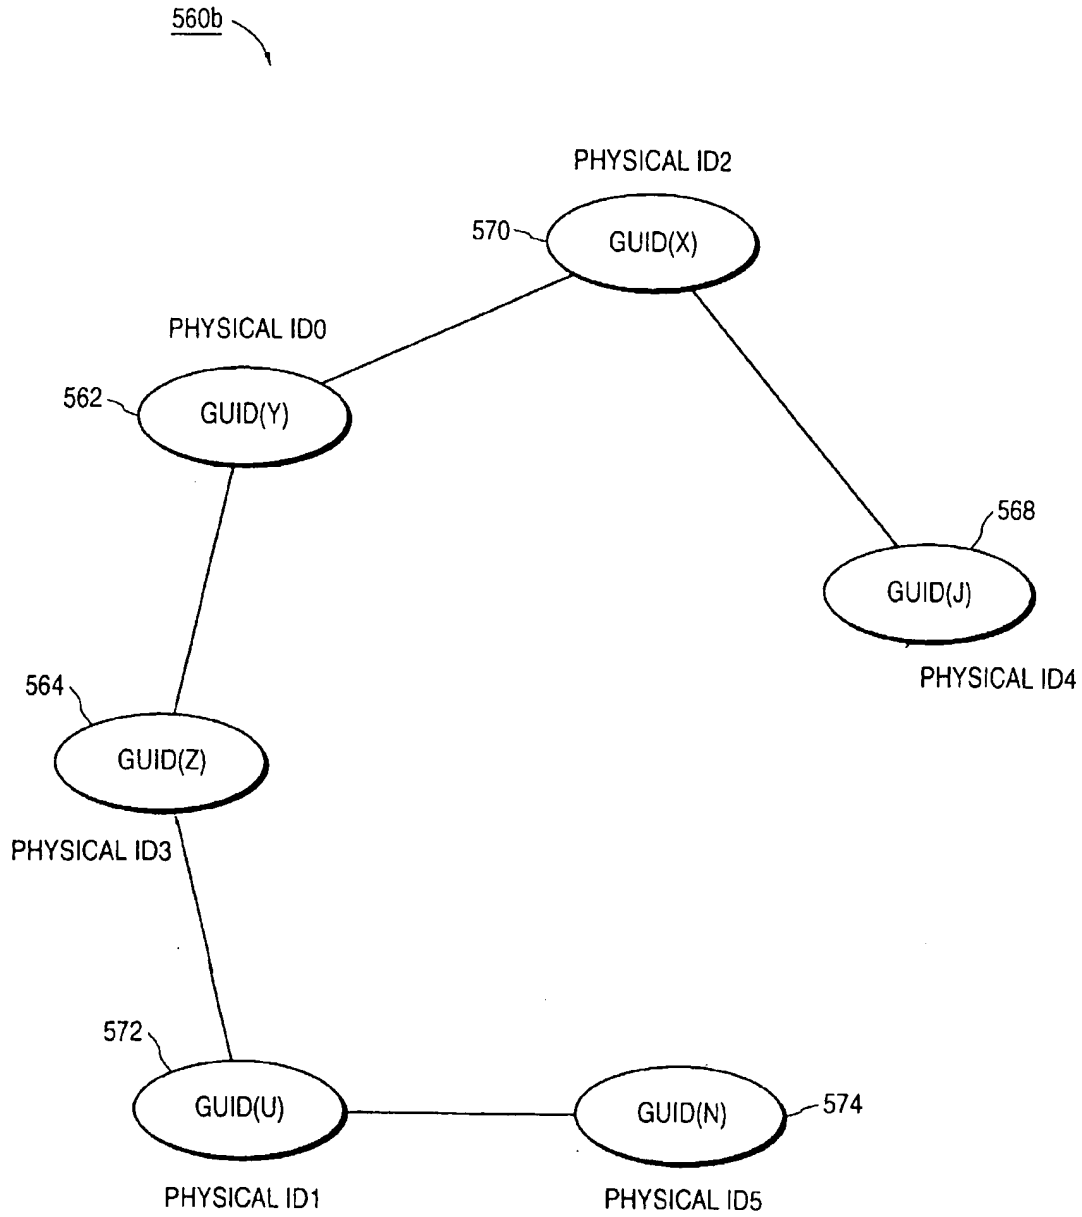 560b
PHYSICAL ID2
570
GUID(X)
PHYSICAL ID0
562
GUID(Y)
568
GUID(J)
PHYSICAL ID4
564
GUID(Z)
PHYSICAL ID3
572
GUID(U)
GUID(N)
574
PHYSICAL ID1
PHYSICAL ID5